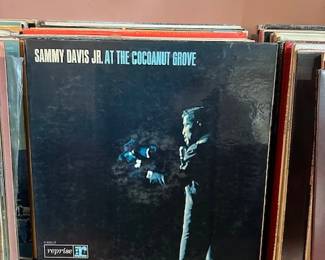 SAMMY DAVIS JR. AT THE COCOANUT GROVE
reprise